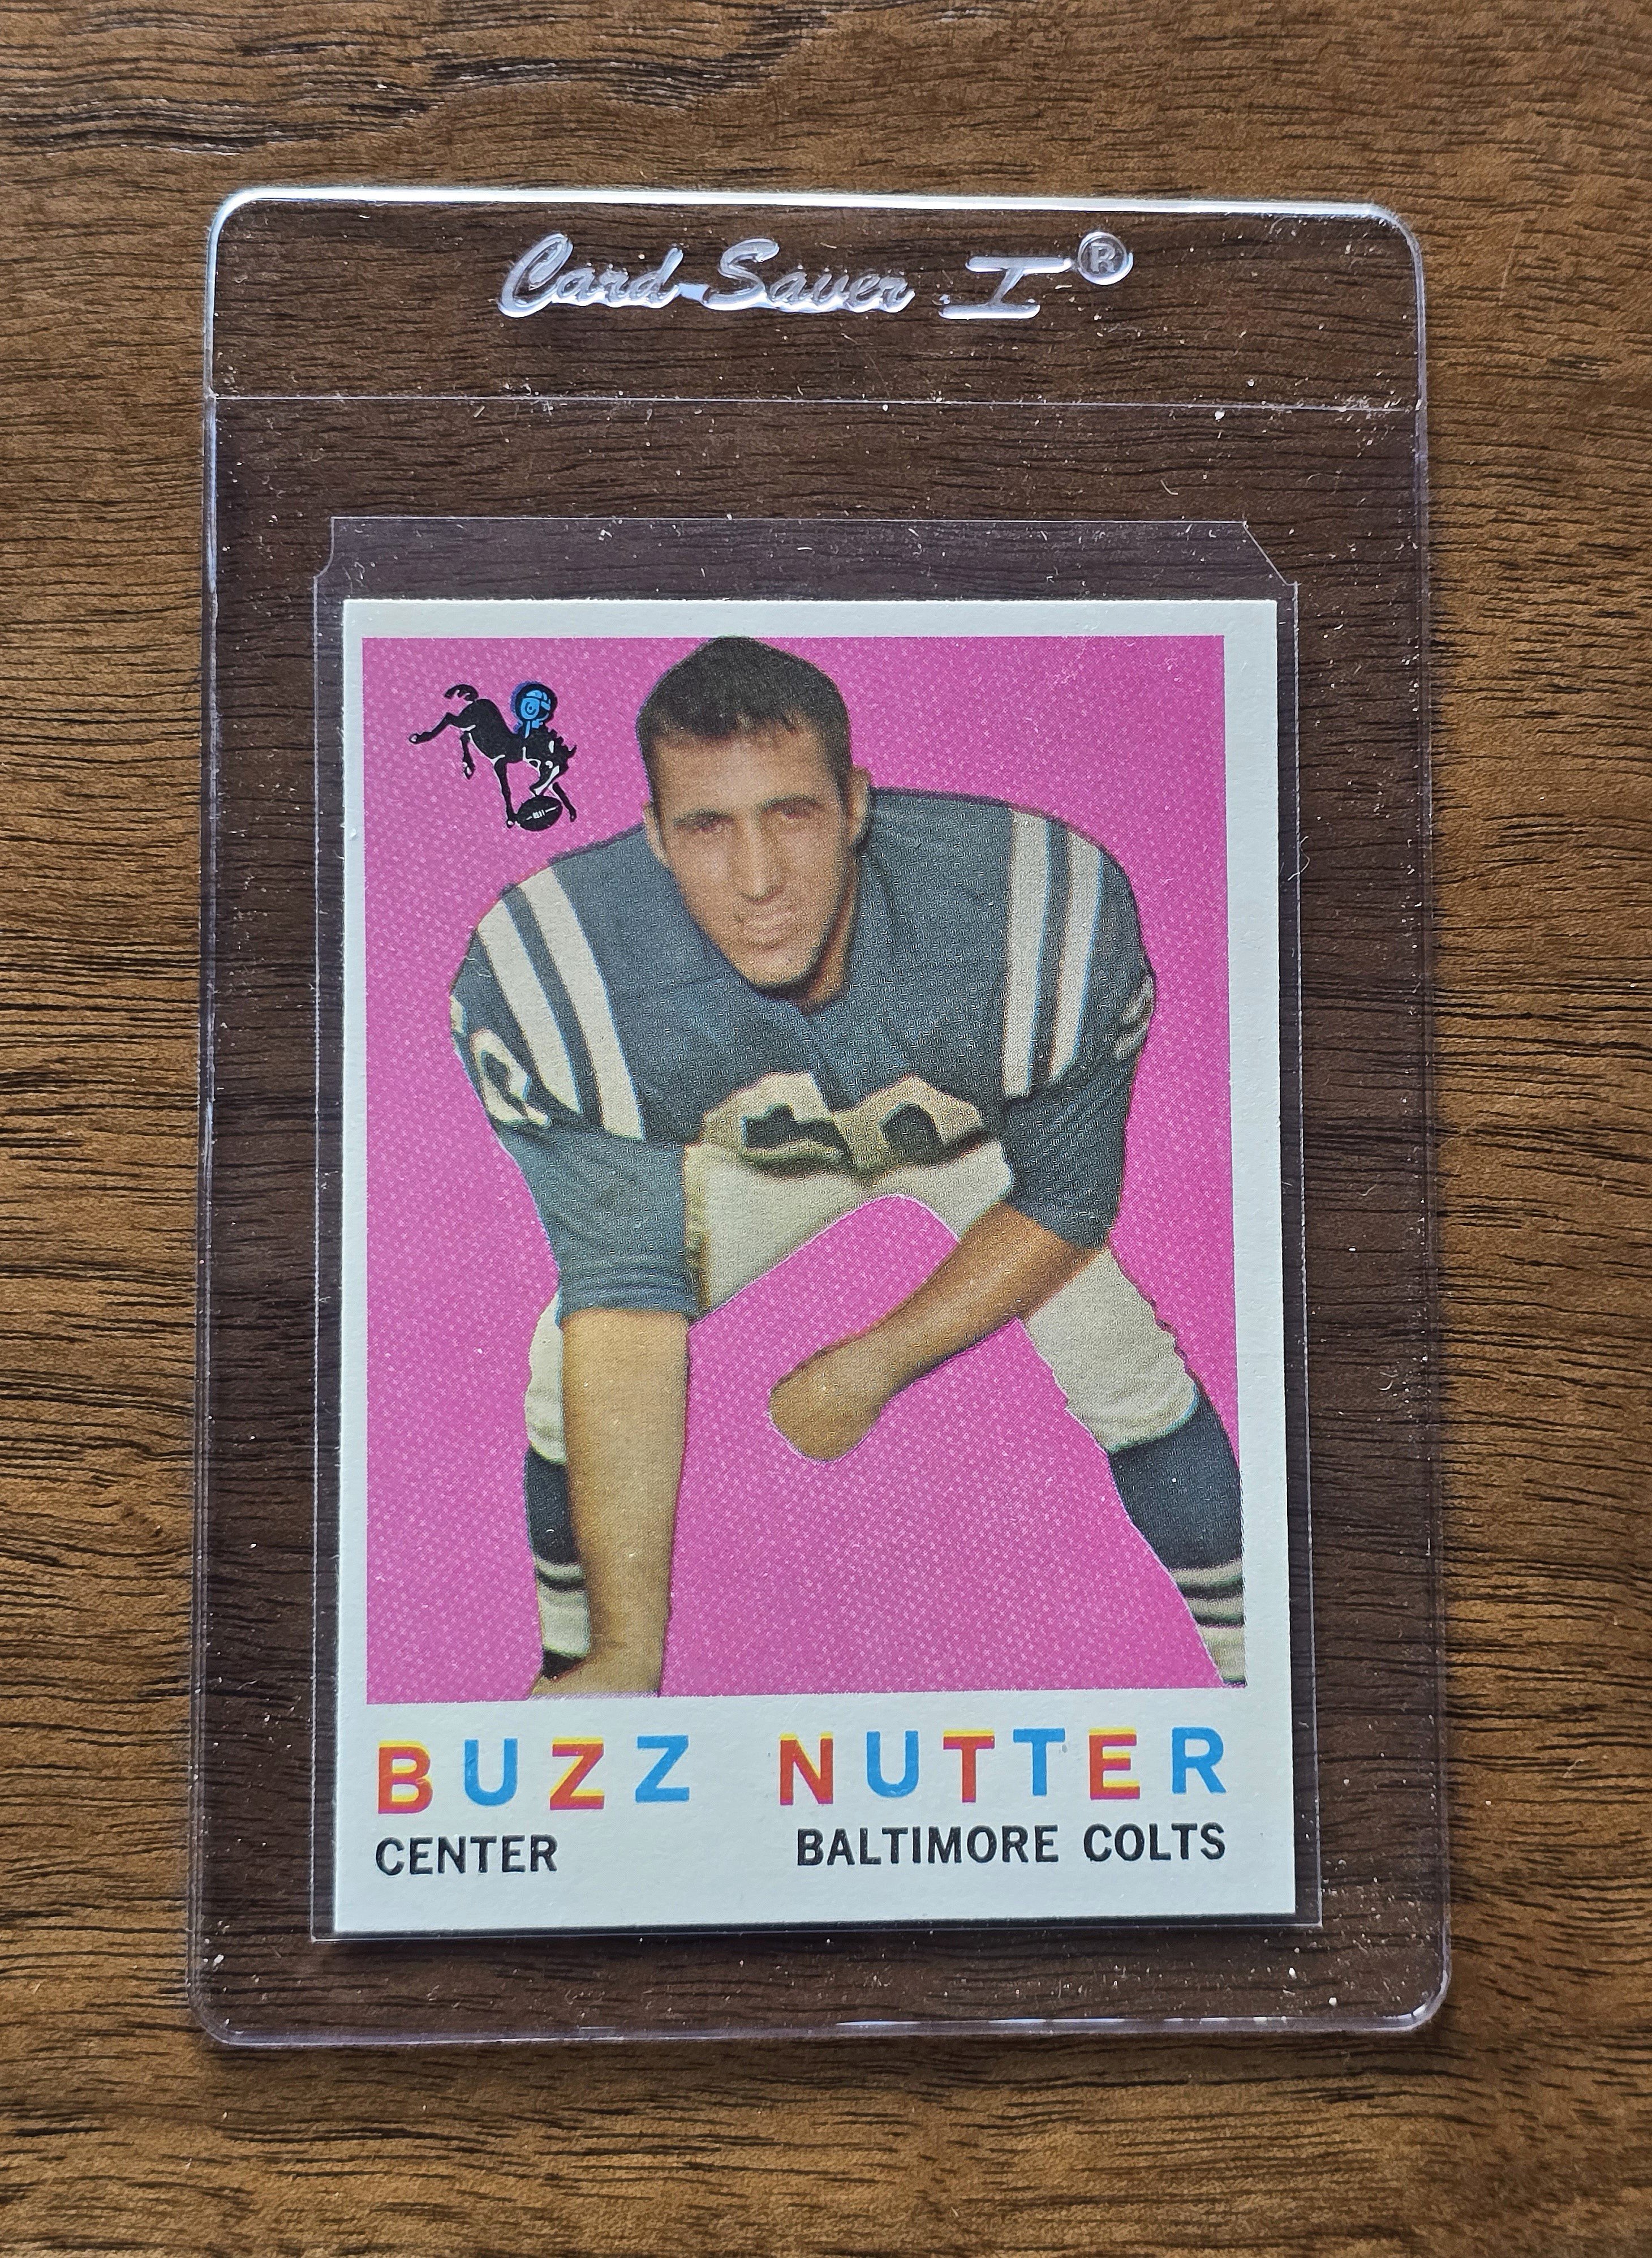 Card-Saver I®
BUZZ NUTTER
CENTER BALTIMORE COLTS